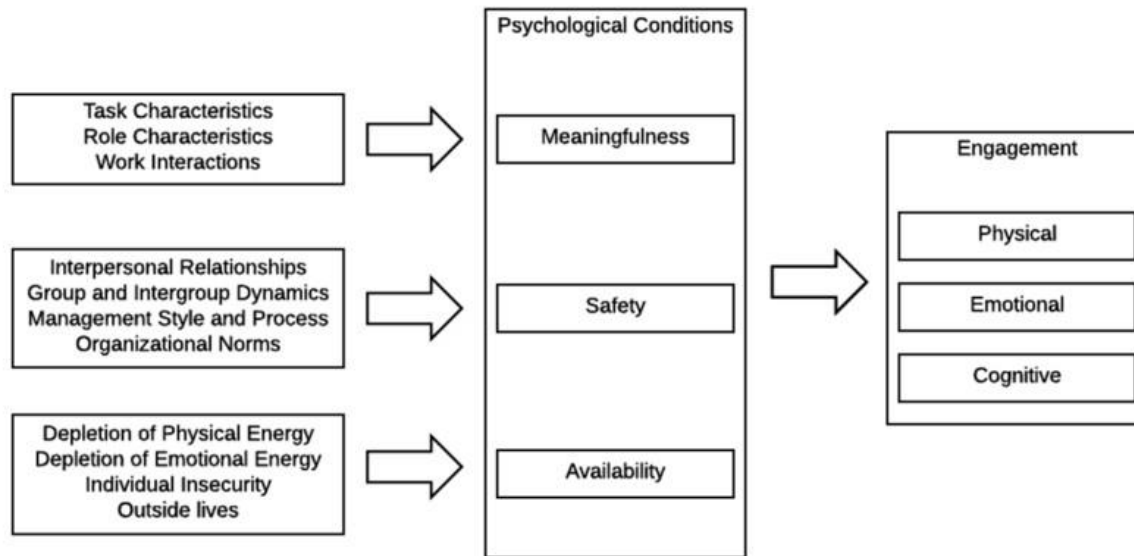 Psychological Conditions
Task Characteristics
Role Characteristics
Work Interactions
Meaningfulness
Engagement
Physical
Interpersonal Relationships
Group and Intergroup Dynamics
Management Style and Process
Organizational Norms
Safety
Emotional
Cognitive
Depletion of Physical Energy
Depletion of Emotional Energy
Individual Insecurity
Outside lives
Availability